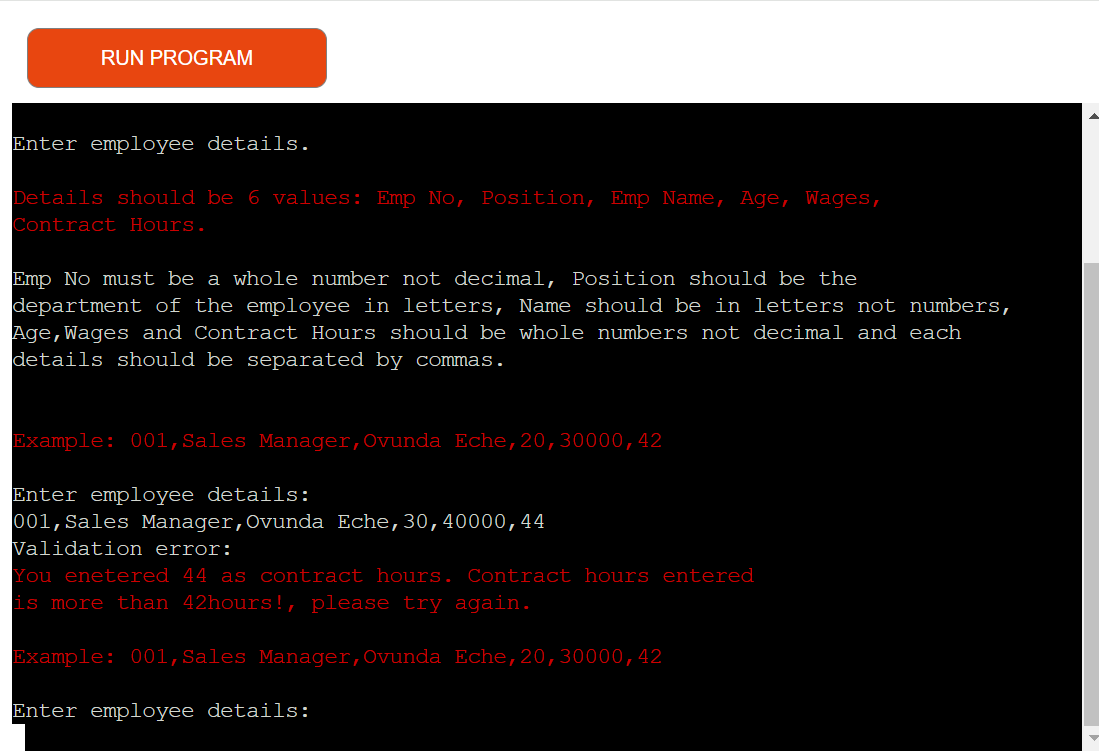 RUN PROGRAM
Enter employee details.
Details should be 6 values: Emp No, Position, Emp Name, Age, Wages,
Contract Hours.
Emp No must be a whole number not decimal, Position should be the
department of the employee in letters, Name should be in letters not numbers,
Age,Wages and Contract Hours should be whole numbers not decimal and each
details should be separated by commas.
Example: 001,Sales Manager,Ovunda Eche,20,30000,42
Enter employee details:
001,Sales Manager,Ovunda Eche,30,40000,44
Validation error:
You enetered 44 as contract hours. Contract hours entered
is more than 42hours!, please try again.
Example: 001,Sales Manager,Ovunda Eche,20,30000,42
Enter employee details: